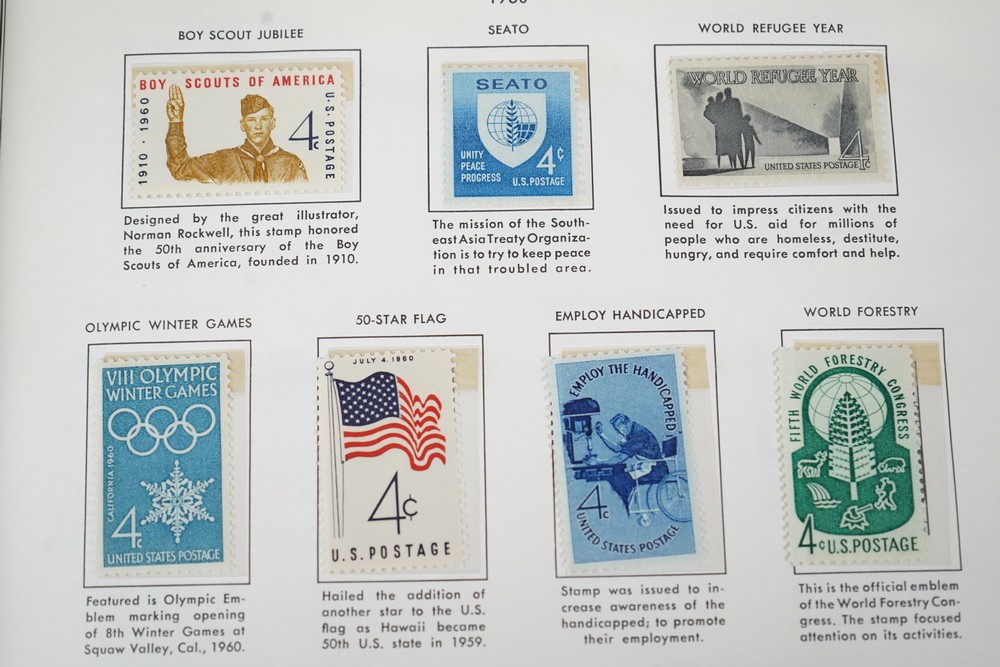 BOY SCOUT JUBILEE
BOY SCOUTS OF AMERICA
1910 · 1960
U·S·POSTAGE
4c
Designed by the great illustrator,
Norman Rockwell, this stamp honored
the 50th anniversary of the Boy
Scouts of America, founded in 1910.
SEATO
SEATO
UNITY
PEACE
PROGRESS
4¢
U.S.POSTAGE
The mission of the South-
east Asia Treaty Organiza-
tion is to try to keep peace
in that troubled area.
WORLD REFUGEE YEAR
WORLD REFUGEE YEAR
UNITED STATES POSTAGE
4c
Issued to impress citizens with the
need for U.S. aid for millions of
people who are homeless, destitute,
hungry, and require comfort and help.
OLYMPIC WINTER GAMES
VIII OLYMPIC
WINTER GAMES
CALIFORNIA 1960
4c
UNITED STATES POSTAGE
Featured is Olympic Em-
blem marking opening
of 8th Winter Games at
Squaw Valley, Cal., 1960.
50-STAR FLAG
JULY 4, 1960
4¢
U.S. POSTAGE
Hailed the addition of
another star to the U.S.
flag as Hawaii became
50th U.S. state in 1959.
EMPLOY HANDICAPPED
EMPLOY THE HANDICAPPED
4c
UNITED STATES POSTAGE
Stamp was issued to in-
crease awareness of the
handicapped; to promote
their employment.
WORLD FORESTRY
FIFTH WORLD FORESTRY CONGRESS
4¢ U.S. POSTAGE
This is the official emblem
of the World Forestry Con-
gress. The stamp focused
attention on its activities.